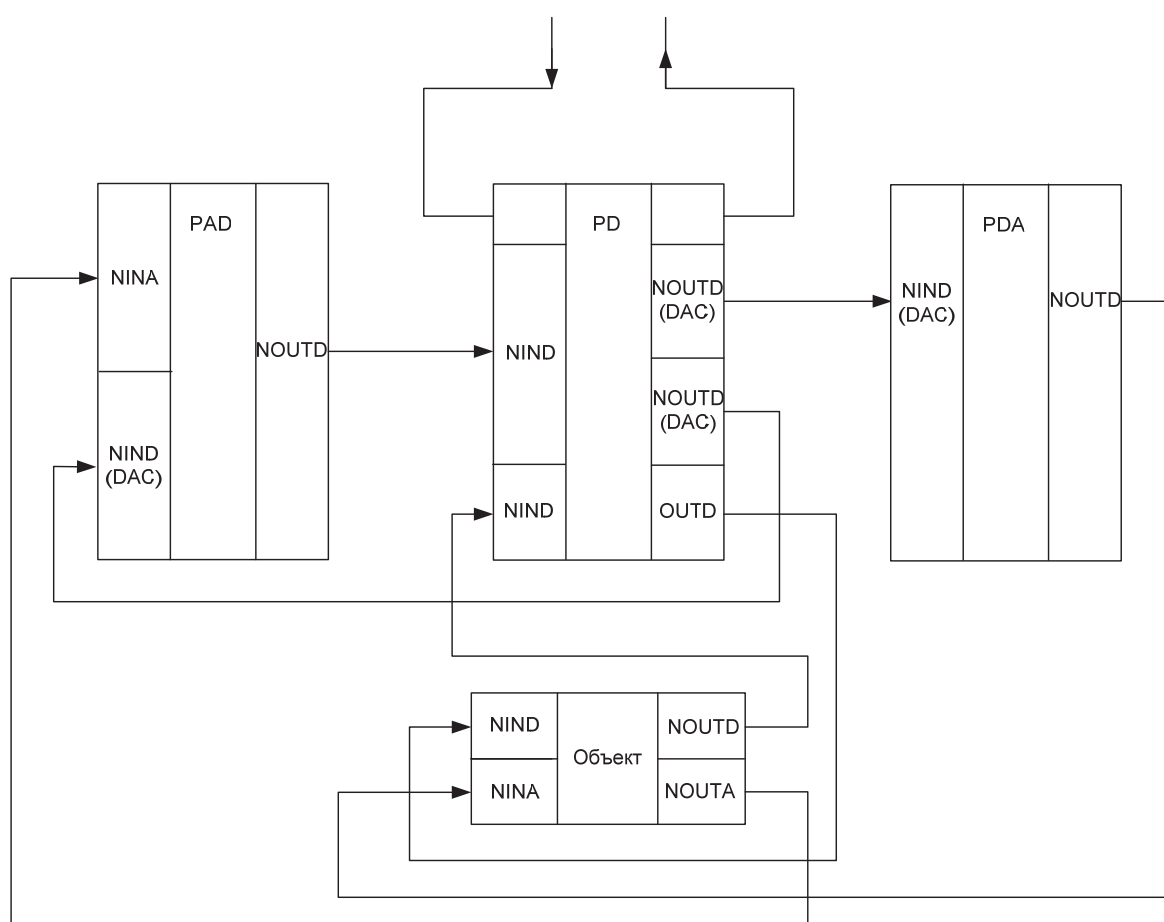 PAD
NINA
NOUTD
NIND
(DAC)
PD
NIND
NIND
NOUTD
(DAC)
NOUTD
(DAC)
OUTD
PDA
NIND
(DAC)
NOUTD
NIND
NINA
Объект
NOUTD
NOUTA